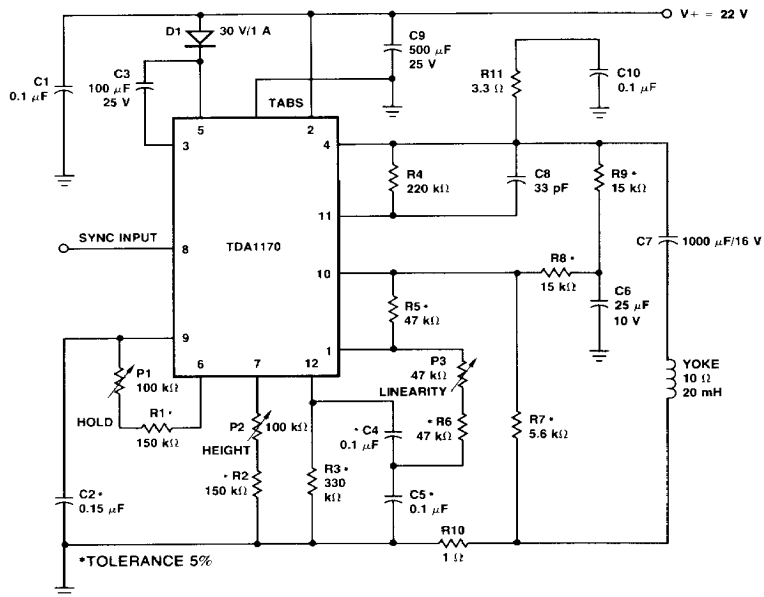 V+ = 22 V
D1
30 V/1 A
C9
500 µF
25 V
C1
0.1 µF
C3
100 µF
25 V
R11
3.3 Ω
C10
0.1 µF
TABS
5
2
3
4
R4
220 kΩ
C8
33 pF
R9*
15 kΩ
11
SYNC INPUT
8
TDA1170
C7
1000 µF/16 V
10
R8*
15 kΩ
R5*
47 kΩ
C6
25 µF
10 V
9
1
P1
100 kΩ
6
7
12
P3
47 kΩ
LINEARITY
YOKE
10 Ω
20 mH
HOLD
R1*
150 kΩ
P2
100 kΩ
HEIGHT
*C4
0.1 µF
*R6
47 kΩ
R7*
5.6 kΩ
*R2
150 kΩ
R3*
330
kΩ
C2*
0.15 µF
C5*
0.1 µF
R10
1 Ω
*TOLERANCE 5%